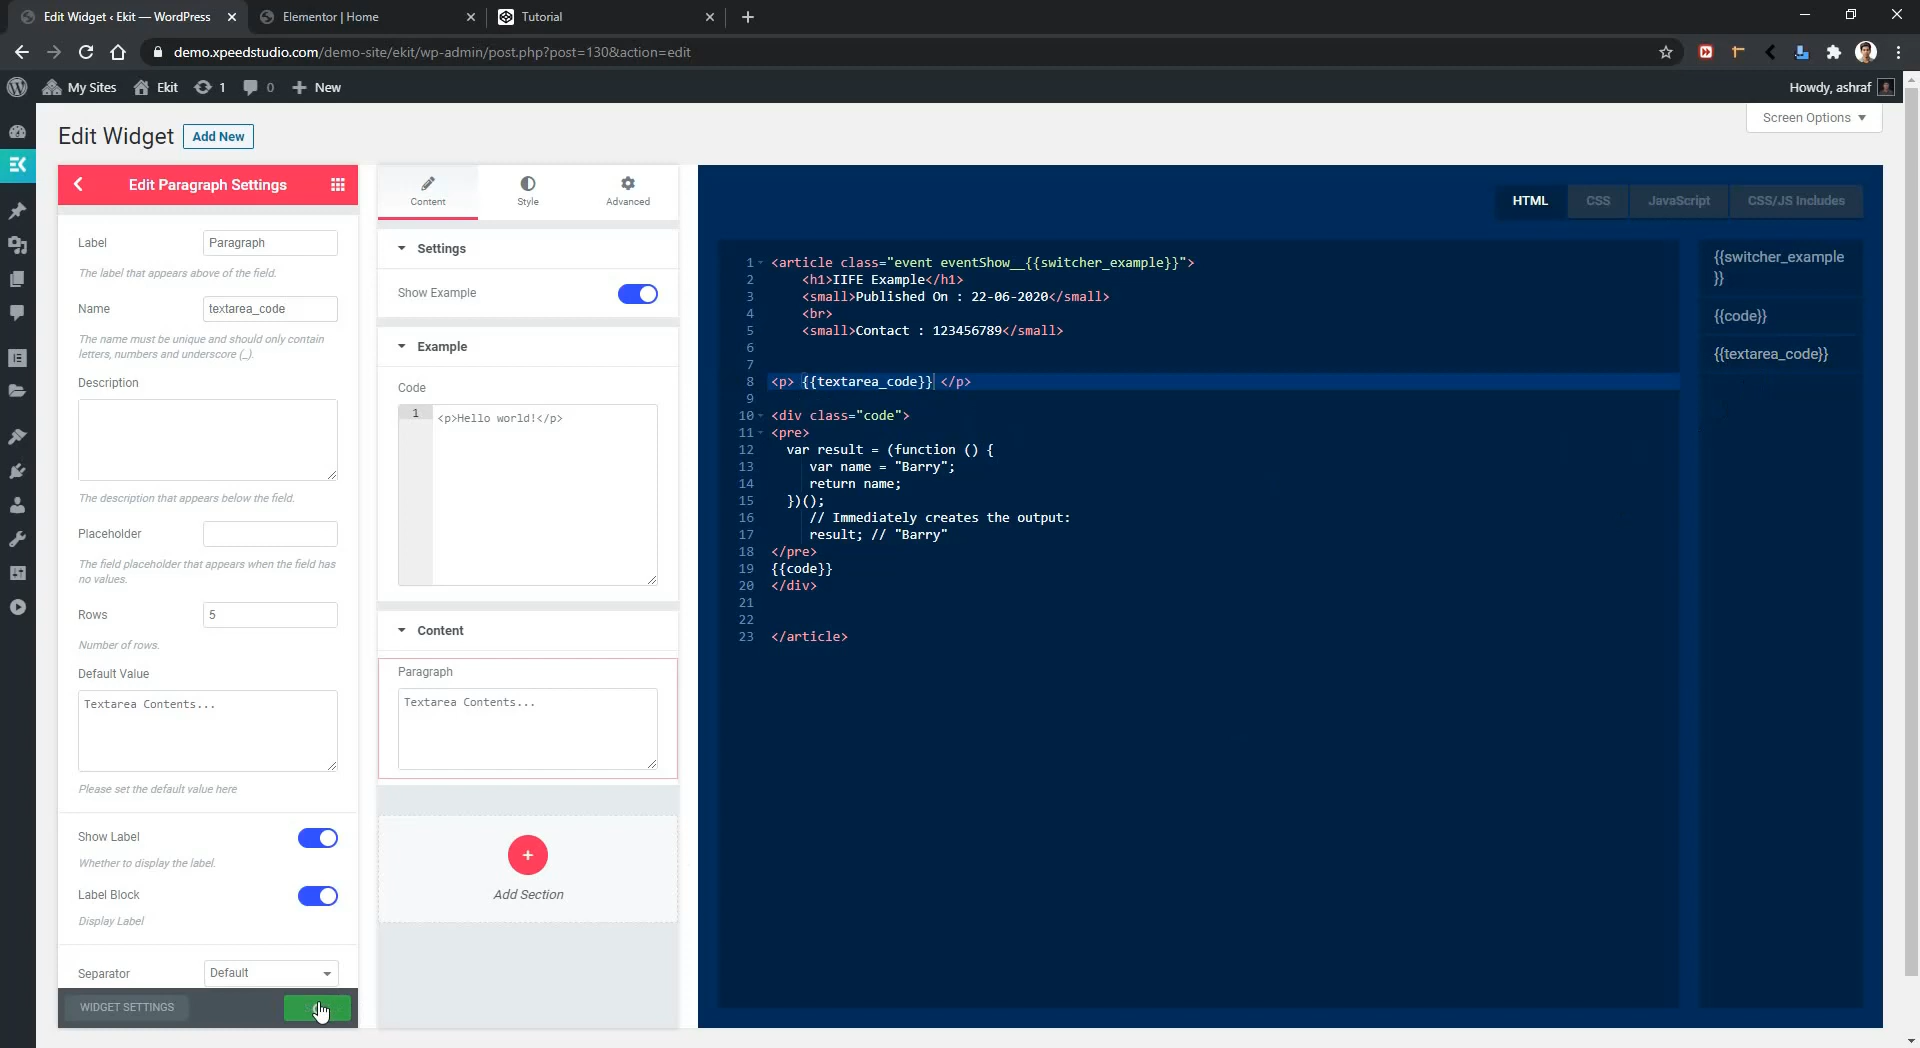 Edit Widget ‹ Ekit — WordPress
Elementor | Home
Tutorial
demo.xpeedstudio.com/demo-site/ekit/wp-admin/post.php?post=130&action=edit
My Sites
Ekit
1
0
New
Howdy, ashraf
Screen Options
Edit Widget
Add New
Edit Paragraph Settings
Label
Paragraph
The label that appears above of the field.
Name
textarea_code
The name must be unique and should only contain
letters, numbers and underscore (_).
Description
The description that appears below the field.
Placeholder
The field placeholder that appears when the field has
no values.
Rows
5
Number of rows.
Default Value
Textarea Contents...
Please set the default value here
Show Label
Whether to display the label.
Label Block
Display Label
Separator
Default
WIDGET SETTINGS
Content
Style
Advanced
Settings
Show Example
Example
Code
1
<p>Hello world!</p>
Content
Paragraph
Textarea Contents...
Add Section
HTML
CSS
JavaScript
CSS/JS Includes
1 <article class="event eventShow__{{switcher_example}}">
2 <h1>IIFE Example</h1>
3 <small>Published On : 22-06-2020</small>
4 <br>
5 <small>Contact : 123456789</small>
6
7
8 <p> {{textarea_code}} </p>
9
10 <div class="code">
11 <pre>
12 var result = (function () {
13 var name = "Barry";
14 return name;
15 })();
16 // Immediately creates the output:
17 result; // "Barry"
18 </pre>
19 {{code}}
20 </div>
21
22
23 </article>
{{switcher_example
}}
{{code}}
{{textarea_code}}